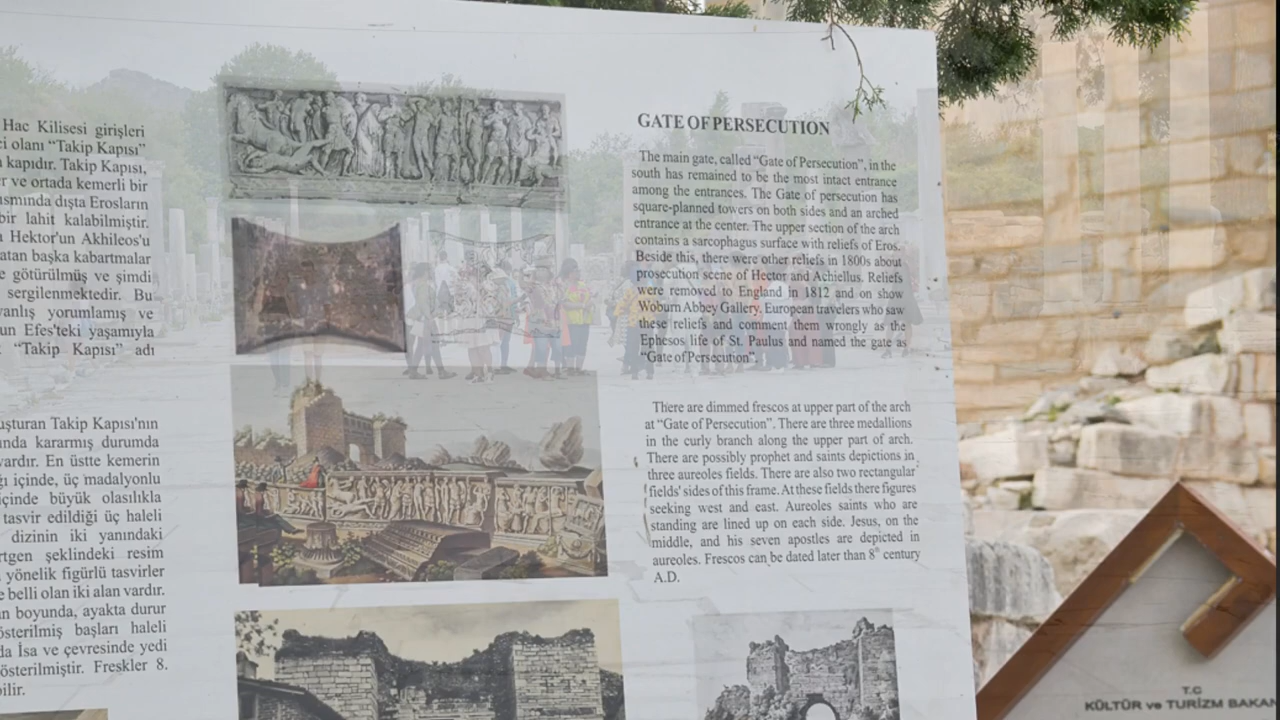 Hac Kilisesi girişleri
ci olanı “Takip Kapısı”
kapıdır. Takip Kapısı,
er ve ortada kemerli bir
asmında dışta Erosların
bir lahit kalabilmiştir.
Hektor'un Akhileos'u
atan başka kabartmalar
e götürülmüş ve şimdi
sergilenmektedir. Bu
yanlış yorumlamış ve
un Efes'teki yaşamıyla
“Takip Kapısı” adı
uşturan Takip Kapısı'nın
ında kararmış durumda
vardır. En üstte kemerin
ğı içinde, üç madalyonlu
içinde büyük olasılıkla
tasvir edildiği üç haleli
dizinin iki yanındaki
rtgen şeklindeki resim
yönelik figürlü tasvirler
e belli olan iki alan vardır.
n boyunda, ayakta durur
österilmiş başları haleli
da İsa ve çevresinde yedi
österilmiştir. Freskler 8.
bilir.
GATE OF PERSECUTION
The main gate, called “Gate of Persecution”, in the
south has remained to be the most intact entrance
among the entrances. The Gate of persecution has
square-planned towers on both sides and an arched
entrance at the center. The upper section of the arch
contains a sarcophagus surface with reliefs of Eros.
Beside this, there were other reliefs in 1800s about
prosecution scene of Hector and Achiellus. Reliefs
were removed to England in 1812 and on show
Woburn Abbey Gallery. European travelers who saw
these reliefs and comment them wrongly as the
Ephesos life of St. Paulus and named the gate as
“Gate of Persecution”.
There are dimmed frescos at upper part of the arch
at “Gate of Persecution”. There are three medallions
in the curly branch along the upper part of arch.
There are possibly prophet and saints depictions in
three aureoles fields. There are also two rectangular
fields' sides of this frame. At these fields there figures
seeking west and east. Aureoles saints who are
standing are lined up on each side. Jesus, on the
middle, and his seven apostles are depicted in
aureoles. Frescos can be dated later than 8th century
A.D.
T.C
KÜLTÜR ve TURİZM BAKAN